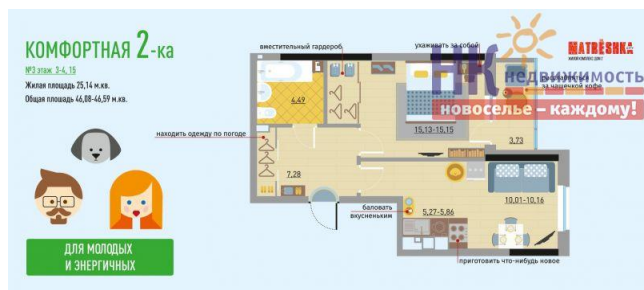 КОМФОРТНАЯ 2-ка
№3 этаж 3-4, 15
Жилая площадь 25,14 м.кв.
Общая площадь 46,08-46,59 м.кв.
ДЛЯ МОЛОДЫХ
И ЭНЕРГИЧНЫХ
вместительный гардероб
ухаживать за собой
MATRЁSHKA
НК недвижимость
новоселье – каждому!
за чашечкой кофе
4,49
15,13-15,15
3,73
находить одежду по погоде
7,28
баловать
вкусненьким
5,27-5,86
10,01-10,16
приготовить что-нибудь новое